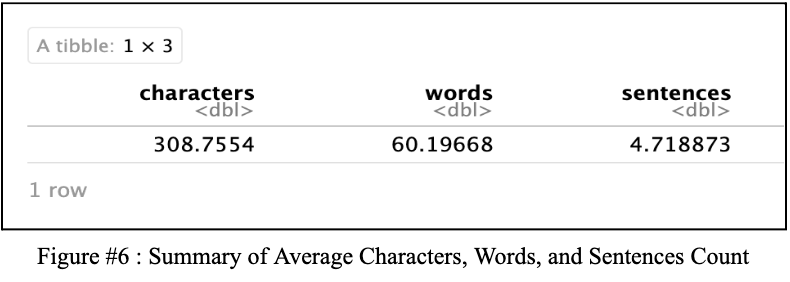 A tibble: 1 × 3
characters words sentences
<dbl> <dbl> <dbl>
308.7554 60.19668 4.718873
1 row
Figure #6 : Summary of Average Characters, Words, and Sentences Count